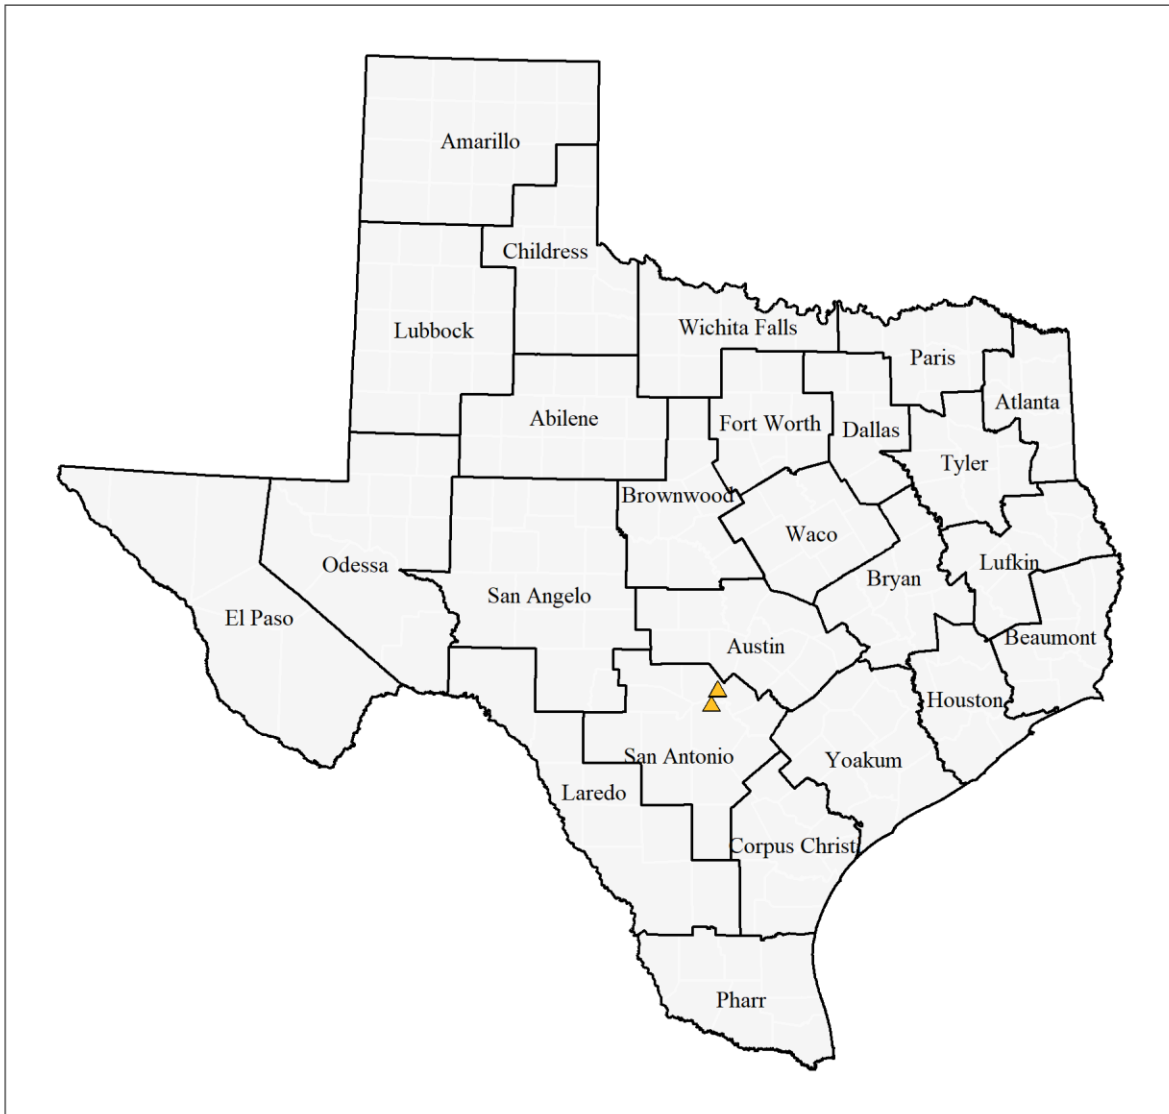 Amarillo
Childress
Wichita Falls
Lubbock
Paris
Atlanta
Abilene
Fort Worth
Dallas
Tyler
Brownwood
Waco
Odessa
Lufkin
Bryan
San Angelo
El Paso
Beaumont
Austin
Houston
San Antonio
Yoakum
Laredo
Corpus Christ
Pharr